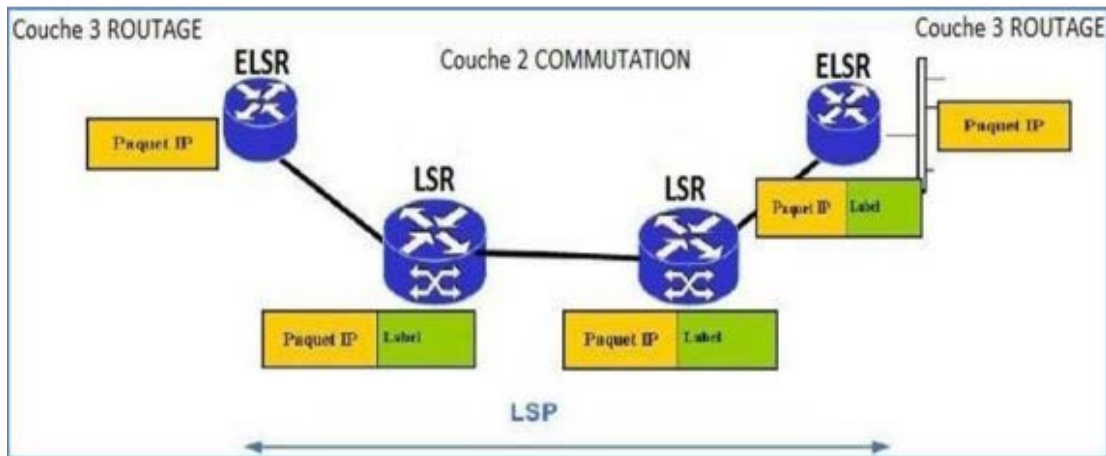 Couche 3 ROUTAGE
Couche 3 ROUTAGE
ELSR
Couche 2 COMMUTATION
ELSR
Paquet IP
Paquet IP
LSR
LSR
Paquet IP
Label
Paquet IP
Label
Paquet IP
Label
LSP